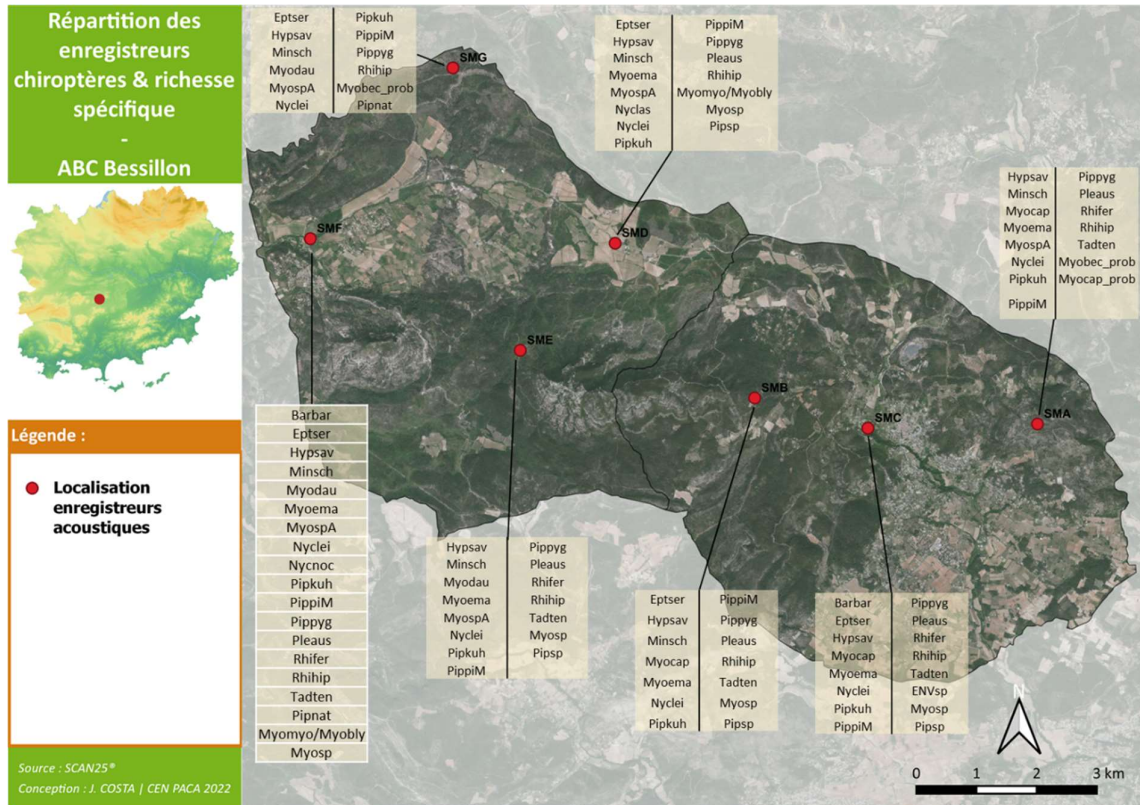 Répartition des
enregistreurs
chiroptères & richesse
spécifique
-
ABC Bessillon
Légende :
Localisation
enregistreurs
acoustiques
Source : SCAN25®
Conception : J. COSTA | CEN PACA 2022
Eptser Pipkuh
Hypsav PippiM
Minsch Pippyg
Myodau Rhihip
MyospA Myobec_prob
Nyclei Pipnat
SMG
Eptser PippiM
Hypsav Pippyg
Minsch Pleaus
Myoema Rhihip
MyospA Myomyo/Myobly
Nyclas Myosp
Nyclei Pipsp
Pipkuh
SMD
Hypsav Pippyg
Minsch Pleaus
Myocap Rhifer
Myoema Rhihip
MyospA Tadten
Nyclei Myobec_prob
Pipkuh Myocap_prob
PippiM
SMA
SMF
SME
SMB
SMC
Barbar
Eptser
Hypsav
Minsch
Myodau
Myoema
MyospA
Nyclei
Nycnoc
Pipkuh
PippiM
Pippyg
Pleaus
Rhifer
Rhihip
Tadten
Pipnat
Myomyo/Myobly
Myosp
Hypsav Pippyg
Minsch Pleaus
Myodau Rhifer
Myoema Rhihip
MyospA Tadten
Nyclei Myosp
Pipkuh Pipsp
PippiM
Eptser PippiM
Hypsav Pippyg
Minsch Pleaus
Myocap Rhihip
Myoema Tadten
Nyclei Myosp
Pipkuh Pipsp
Barbar Pippyg
Eptser Pleaus
Hypsav Rhifer
Myocap Rhihip
Myoema Tadten
Nyclei ENVsp
Pipkuh Myosp
PippiM Pipsp
N
0 1 2 3 km